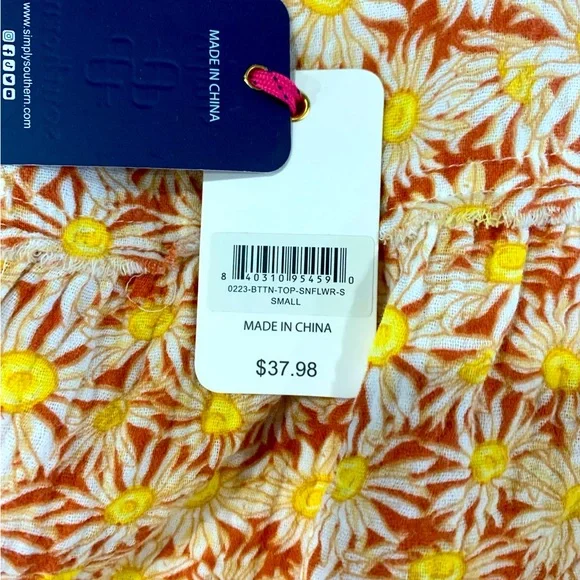 www.simplysouthern.com
MADE IN CHINA
8 40310 95459 0
0223-BTTN-TOP-SNFLWR-S
SMALL
MADE IN CHINA
$37.98